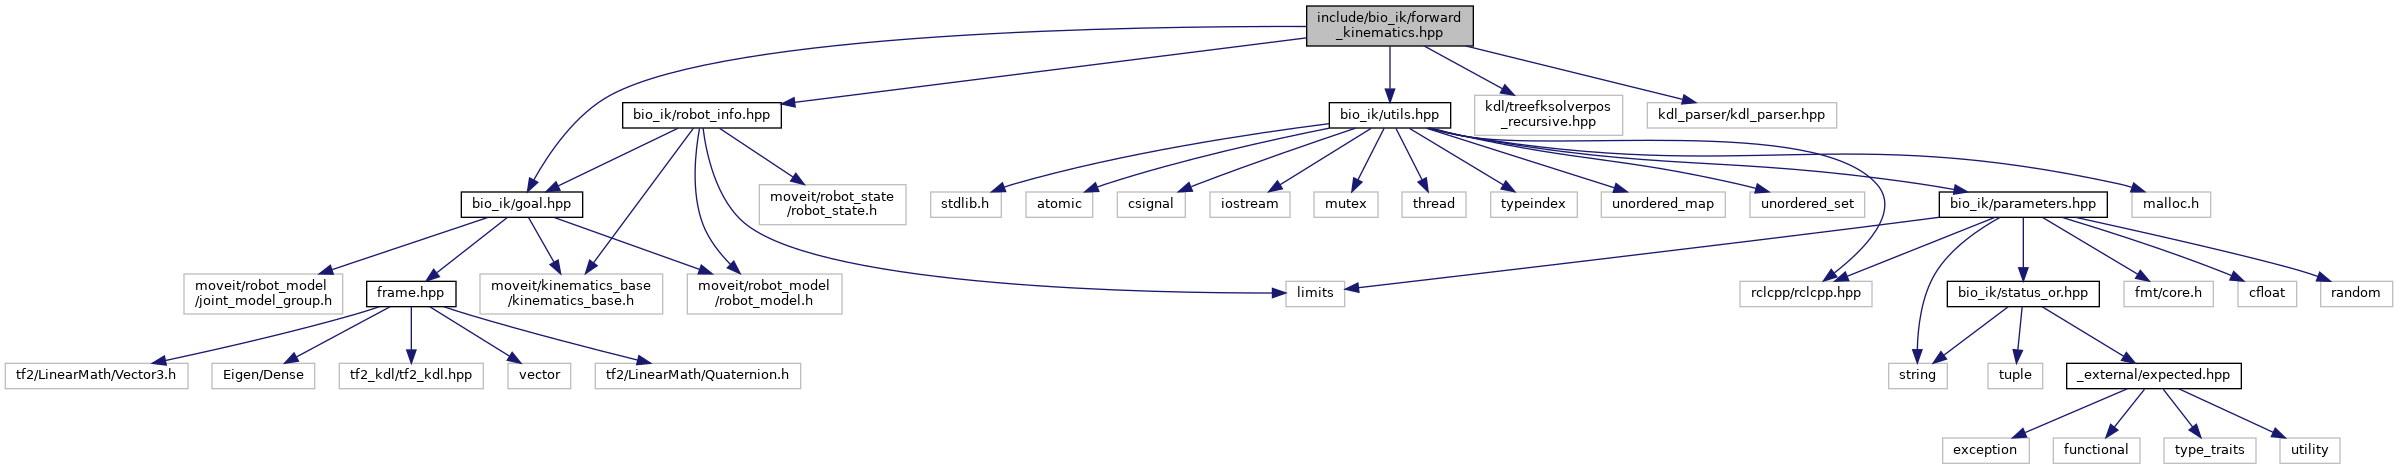 include/bio_ik/forward
_kinematics.hpp
bio_ik/robot_info.hpp
bio_ik/utils.hpp
kdl/treefksolverpos
_recursive.hpp
kdl_parser/kdl_parser.hpp
bio_ik/goal.hpp
moveit/robot_state
/robot_state.h
stdlib.h
atomic
csignal
iostream
mutex
thread
typeindex
unordered_map
unordered_set
bio_ik/parameters.hpp
malloc.h
moveit/robot_model
/joint_model_group.h
frame.hpp
moveit/kinematics_base
/kinematics_base.h
moveit/robot_model
/robot_model.h
limits
rclcpp/rclcpp.hpp
bio_ik/status_or.hpp
fmt/core.h
cfloat
random
tf2/LinearMath/Vector3.h
Eigen/Dense
tf2_kdl/tf2_kdl.hpp
vector
tf2/LinearMath/Quaternion.h
string
tuple
_external/expected.hpp
exception
functional
type_traits
utility